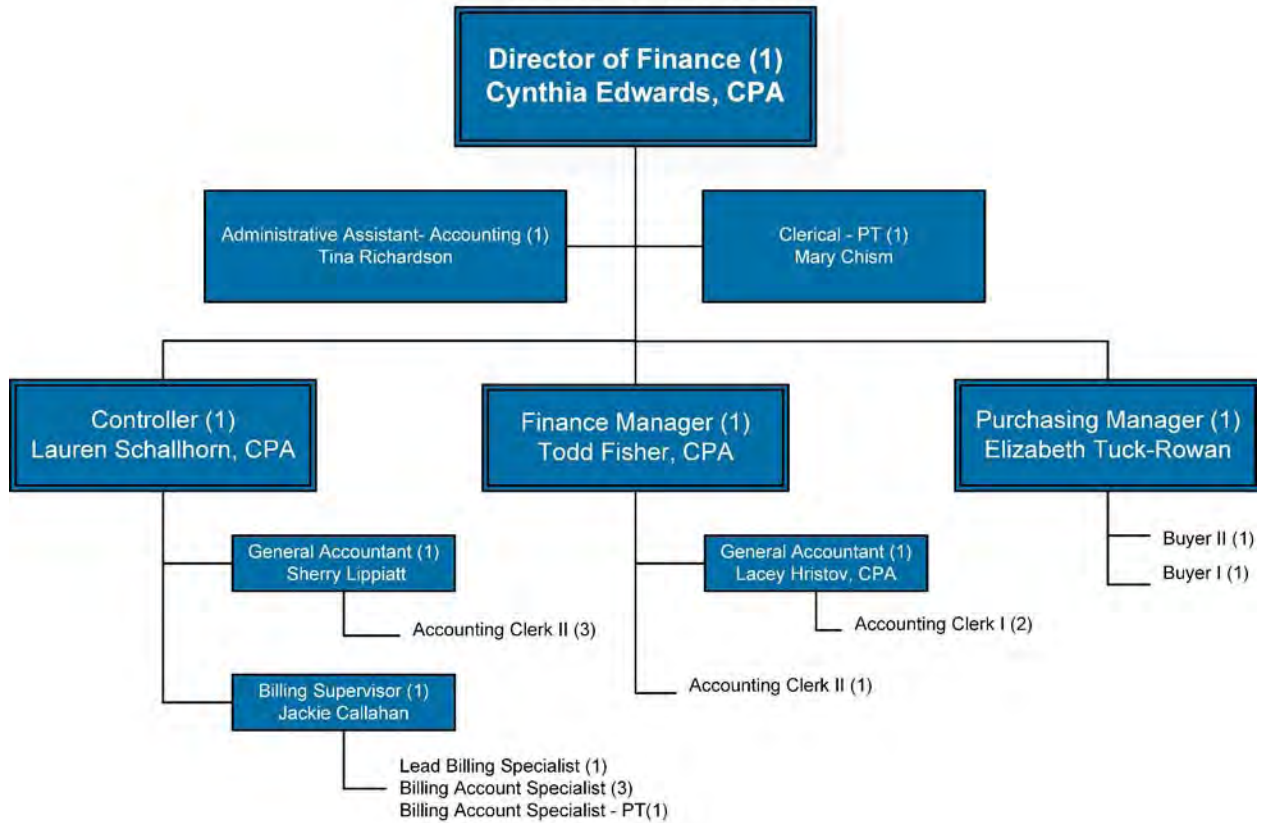 Director of Finance (1)
Cynthia Edwards, CPA
Administrative Assistant- Accounting (1)
Tina Richardson
Clerical - PT (1)
Mary Chism
Controller (1)
Lauren Schallhorn, CPA
Finance Manager (1)
Todd Fisher, CPA
Purchasing Manager (1)
Elizabeth Tuck-Rowan
General Accountant (1)
Sherry Lippiatt
Accounting Clerk II (3)
Billing Supervisor (1)
Jackie Callahan
Lead Billing Specialist (1)
Billing Account Specialist (3)
Billing Account Specialist - PT(1)
General Accountant (1)
Lacey Hristov, CPA
Accounting Clerk I (2)
Accounting Clerk II (1)
Buyer II (1)
Buyer I (1)